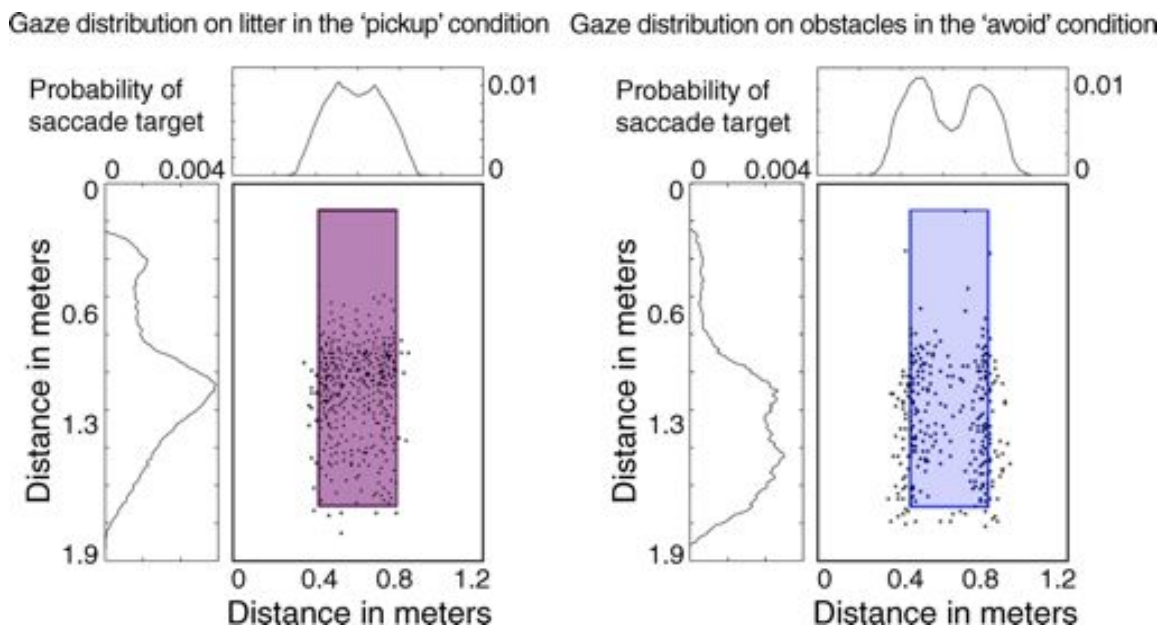 Gaze distribution on litter in the 'pickup' condition
Probability of
saccade target
0 0.004
0.01
0
0
0.6
1.3
1.9
Distance in meters
0 0.4 0.8 1.2
Distance in meters
Gaze distribution on obstacles in the 'avoid' condition
Probability of
saccade target
0 0.004
0.01
0
0
0.6
1.3
1.9
Distance in meters
0 0.4 0.8 1.2
Distance in meters